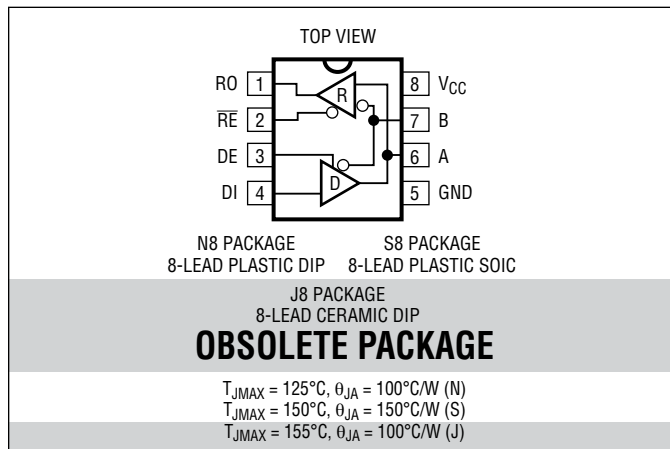 TOP VIEW
RO 1 8 VCC
R
RE 2 7 B
DE 3 6 A
D
DI 4 5 GND
N8 PACKAGE S8 PACKAGE
8-LEAD PLASTIC DIP 8-LEAD PLASTIC SOIC
J8 PACKAGE
8-LEAD CERAMIC DIP
OBSOLETE PACKAGE
TJMAX = 125°C, θJA = 100°C/W (N)
TJMAX = 150°C, θJA = 150°C/W (S)
TJMAX = 155°C, θJA = 100°C/W (J)